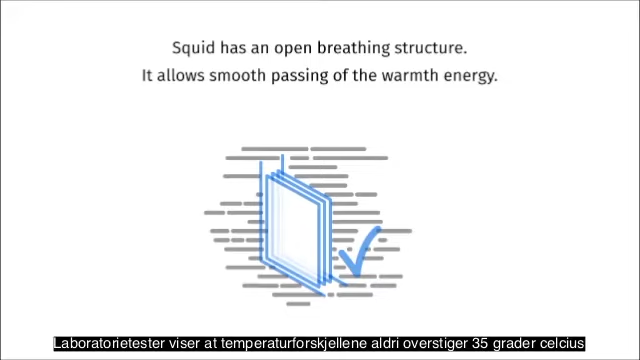 Squid has an open breathing structure.
It allows smooth passing of the warmth energy.
Laboratorietester viser at temperaturforskjellene aldri overstiger 35 grader celcius